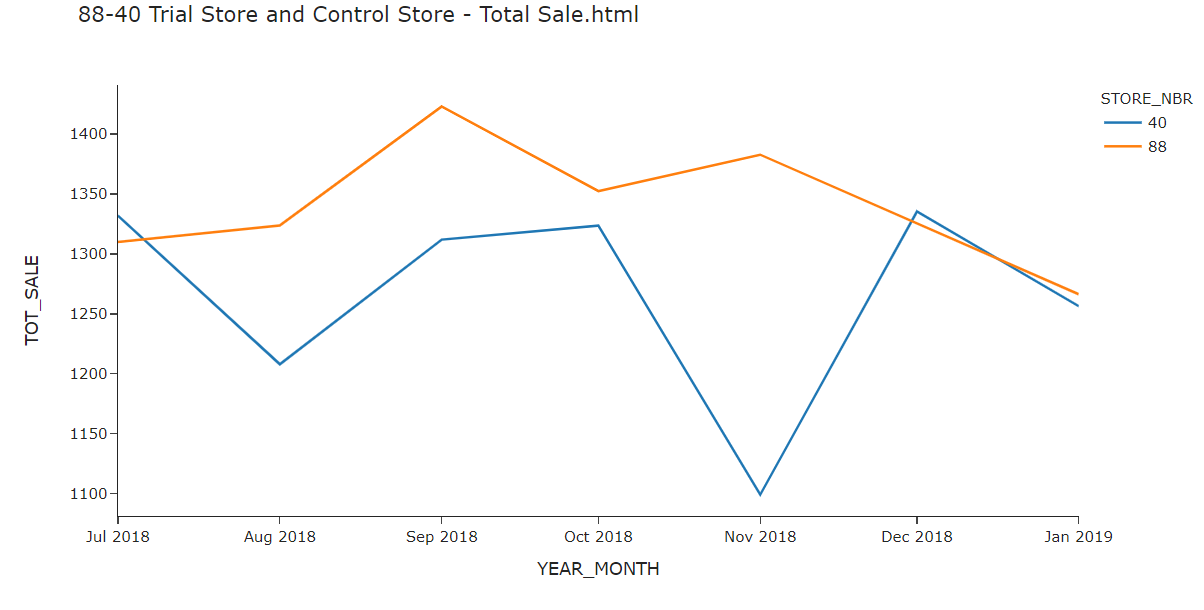 88-40 Trial Store and Control Store - Total Sale.html
STORE_NBR
40
88
TOT_SALE
1400
1350
1300
1250
1200
1150
1100
Jul 2018 Aug 2018 Sep 2018 Oct 2018 Nov 2018 Dec 2018 Jan 2019
YEAR_MONTH